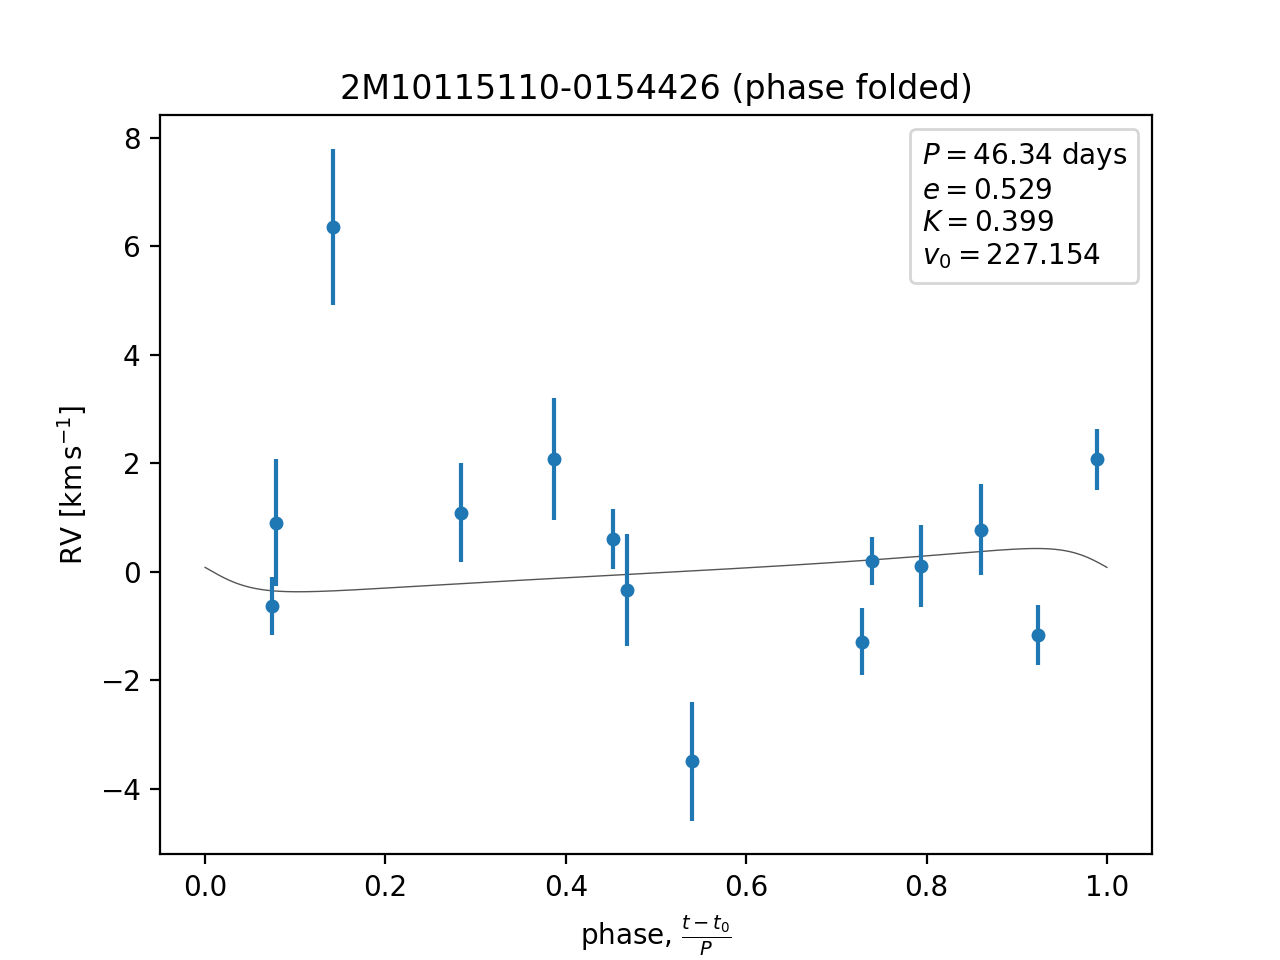 2M10115110-0154426 (phase folded)
P = 46.34 days
e = 0.529
K = 0.399
v₀ = 227.154
8
6
4
2
0
−2
−4
RV [km s⁻¹]
0.0 0.2 0.4 0.6 0.8 1.0
phase, (t − t₀)/P